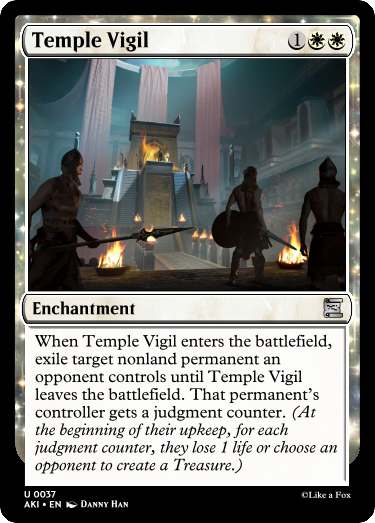 Temple Vigil 1
Enchantment
When Temple Vigil enters the battlefield,
exile target nonland permanent an
opponent controls until Temple Vigil
leaves the battlefield. That permanent's
controller gets a judgment counter. (At
the beginning of their upkeep, for each
judgment counter, they lose 1 life or choose an
opponent to create a Treasure.)
U 0037
AKI • EN Danny Han
©Like a Fox